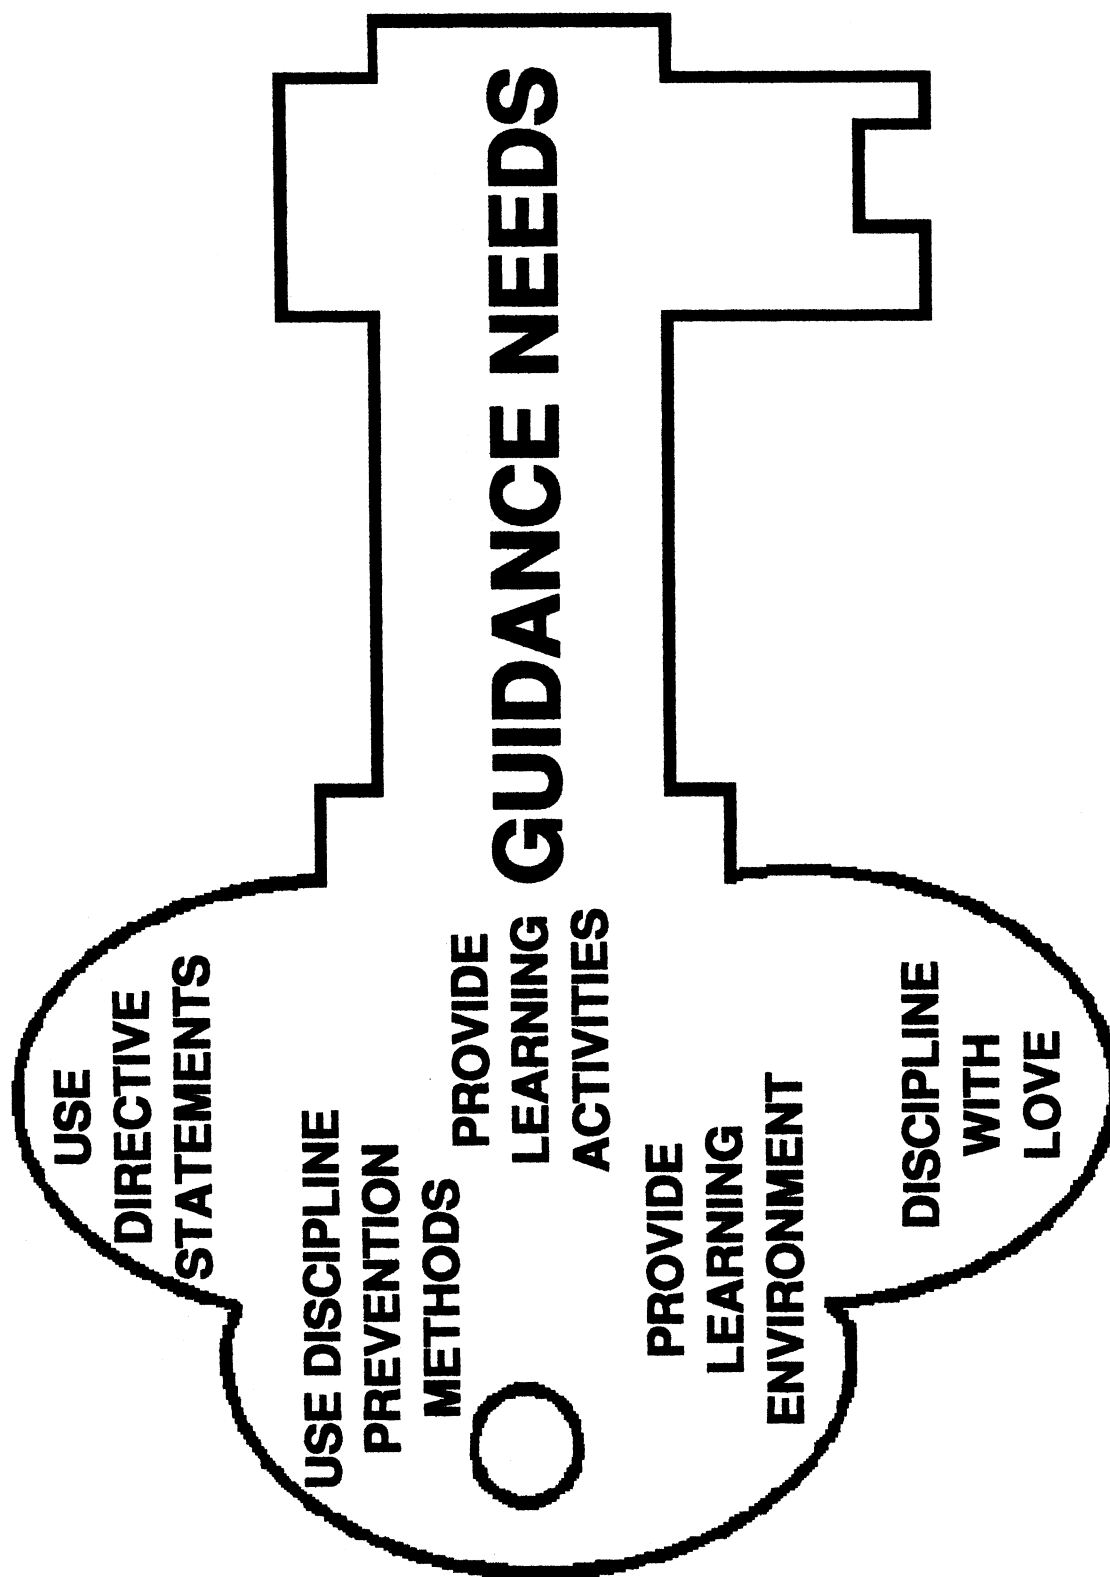 USE
DIRECTIVE
STATEMENTS
USE DISCIPLINE
PREVENTION
METHODS
PROVIDE
LEARNING
ACTIVITIES
GUIDANCE NEEDS
PROVIDE
LEARNING
ENVIRONMENT
DISCIPLINE
WITH
LOVE